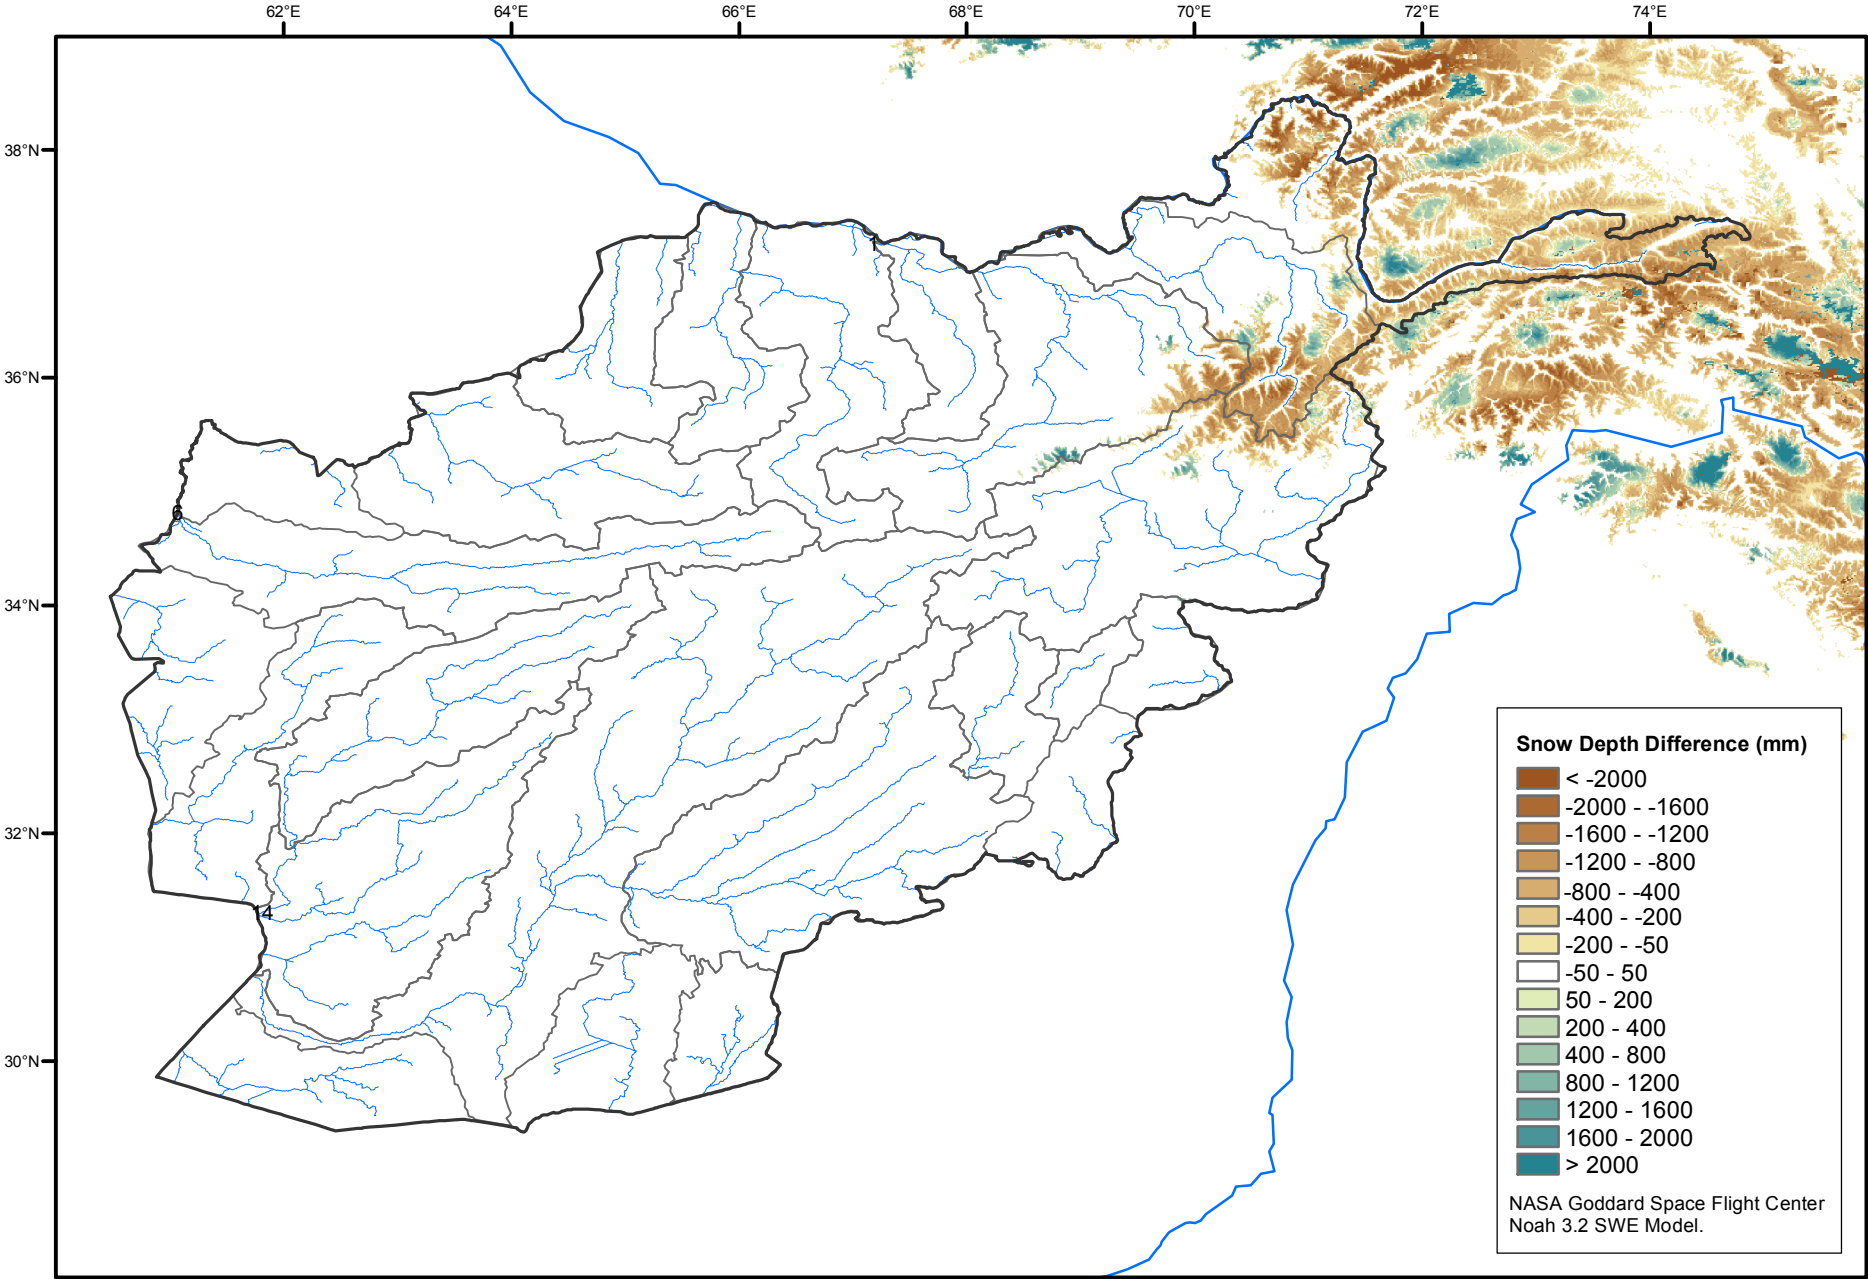 62°E 64°E 66°E 68°E 70°E 72°E 74°E
38°N
1
36°N
6
34°N
32°N
14
30°N
Snow Depth Difference (mm)
< -2000
-2000 - -1600
-1600 - -1200
-1200 - -800
-800 - -400
-400 - -200
-200 - -50
-50 - 50
50 - 200
200 - 400
400 - 800
800 - 1200
1200 - 1600
1600 - 2000
> 2000
NASA Goddard Space Flight Center
Noah 3.2 SWE Model.